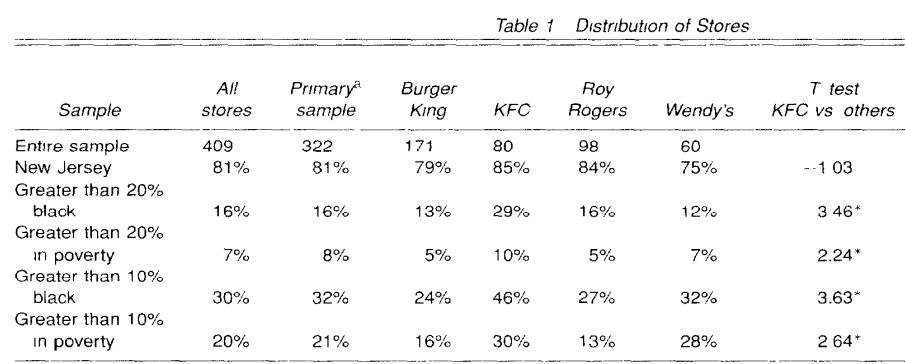 Table 1 Distribution of Stores
Sample All stores Primaryᵃ sample Burger King KFC Roy Rogers Wendy's T test KFC vs others
Entire sample 409 322 171 80 98 60
New Jersey 81% 81% 79% 85% 84% 75% --1 03
Greater than 20%
black 16% 16% 13% 29% 16% 12% 3 46*
Greater than 20%
in poverty 7% 8% 5% 10% 5% 7% 2.24*
Greater than 10%
black 30% 32% 24% 46% 27% 32% 3.63*
Greater than 10%
in poverty 20% 21% 16% 30% 13% 28% 2 64*